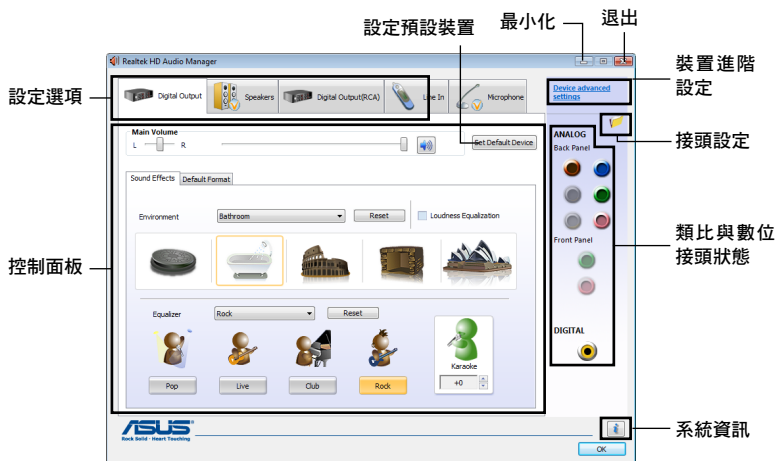 設定預設裝置
最小化
退出
Realtek HD Audio Manager
設定選項
Digital Output
Speakers
Digital Output(RCA)
Line In
Microphone
Device advanced
settings
裝置進階
設定
Main Volume
L
R
Set Default Device
ANALOG
Back Panel
接頭設定
Sound Effects
Default Format
Environment
Bathroom
Reset
Loudness Equalization
控制面板
Front Panel
類比與數位
接頭狀態
Equalizer
Rock
Reset
Pop
Live
Club
Rock
Karaoke
+0
DIGITAL
ASUS
Rock Solid · Heart Touching
系統資訊
OK